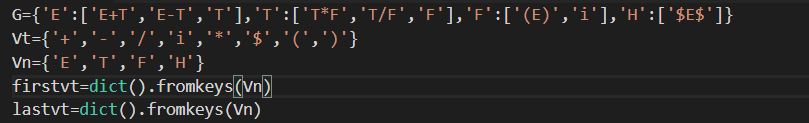 G={'E':['E+T','E-T','T'],'T':['T*F','T/F','F'],'F':['(E)','i'],'H':['$E$']}
Vt={'+','-','/','i','*','$','(',')'}
Vn={'E','T','F','H'}
firstvt=dict().fromkeys(Vn)
lastvt=dict().fromkeys(Vn)